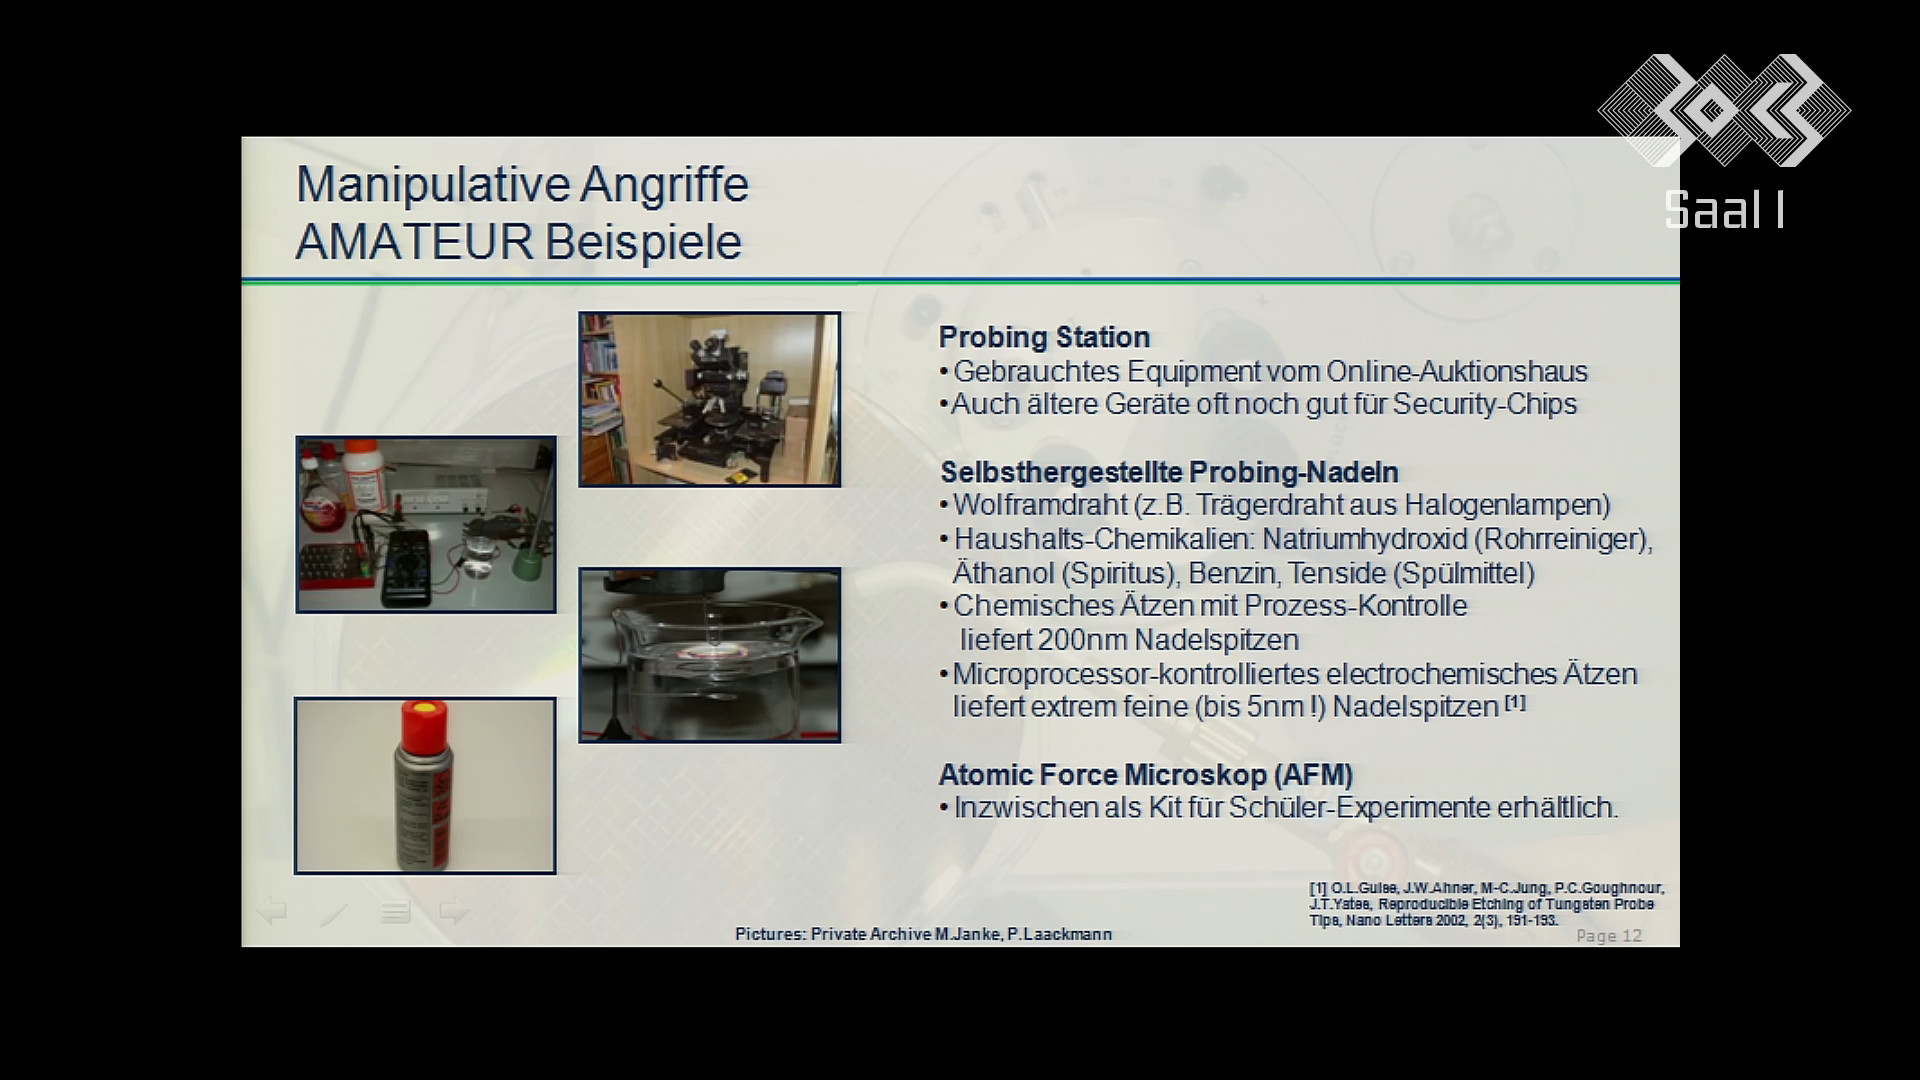 30C3
Saal 1
Manipulative Angriffe
AMATEUR Beispiele
Probing Station
• Gebrauchtes Equipment vom Online-Auktionshaus
• Auch ältere Geräte oft noch gut für Security-Chips
Selbsthergestellte Probing-Nadeln
• Wolframdraht (z.B. Trägerdraht aus Halogenlampen)
• Haushalts-Chemikalien: Natriumhydroxid (Rohrreiniger),
Äthanol (Spiritus), Benzin, Tenside (Spülmittel)
• Chemisches Ätzen mit Prozess-Kontrolle
liefert 200nm Nadelspitzen
• Microprocessor-kontrolliertes electrochemisches Ätzen
liefert extrem feine (bis 5nm !) Nadelspitzen [1]
Atomic Force Microskop (AFM)
• Inzwischen als Kit für Schüler-Experimente erhältlich.
[1] O.L.Guise, J.W.Ahner, M-C.Jung, P.C.Goughnour,
J.T.Yates, Reproducible Etching of Tungsten Probe
Tips, Nano Letters 2002, 2(3), 191-193.
Pictures: Private Archive M.Janke, P.Laackmann
Page 12